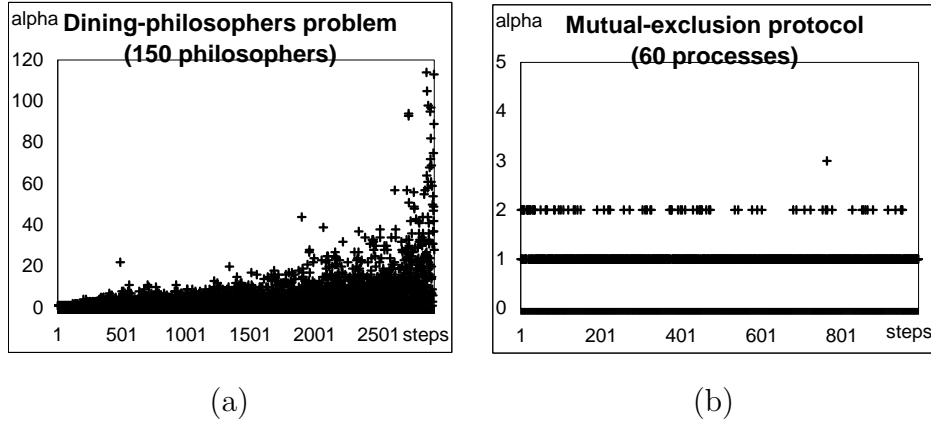 alpha
Dining-philosophers problem
(150 philosophers)
120
100
80
60
40
20
0
1 501 1001 1501 2001 2501 steps
(a)
alpha
Mutual-exclusion protocol
(60 processes)
5
4
3
2
1
0
1 201 401 601 801 steps
(b)